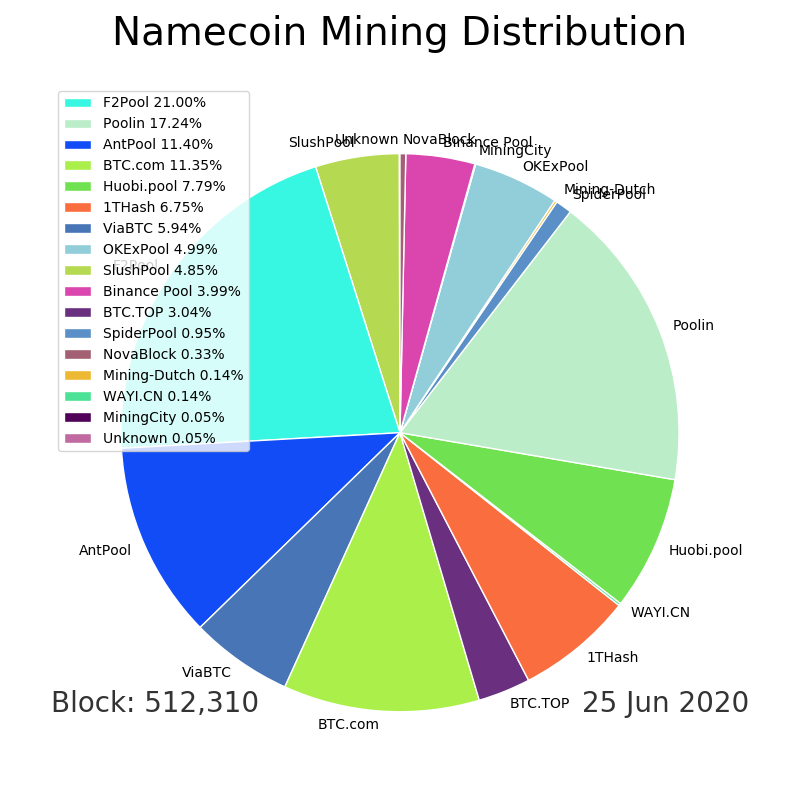 Namecoin Mining Distribution
F2Pool 21.00%
Poolin 17.24%
AntPool 11.40%
BTC.com 11.35%
Huobi.pool 7.79%
1THash 6.75%
ViaBTC 5.94%
OKExPool 4.99%
SlushPool 4.85%
Binance Pool 3.99%
BTC.TOP 3.04%
SpiderPool 0.95%
NovaBlock 0.33%
Mining-Dutch 0.14%
WAYI.CN 0.14%
MiningCity 0.05%
Unknown 0.05%
SlushPool
Unknown
NovaBlock
Binance Pool
MiningCity
OKExPool
Mining-Dutch
SpiderPool
F2Pool
Poolin
AntPool
Huobi.pool
WAYI.CN
1THash
ViaBTC
BTC.TOP
BTC.com
Block: 512,310
25 Jun 2020